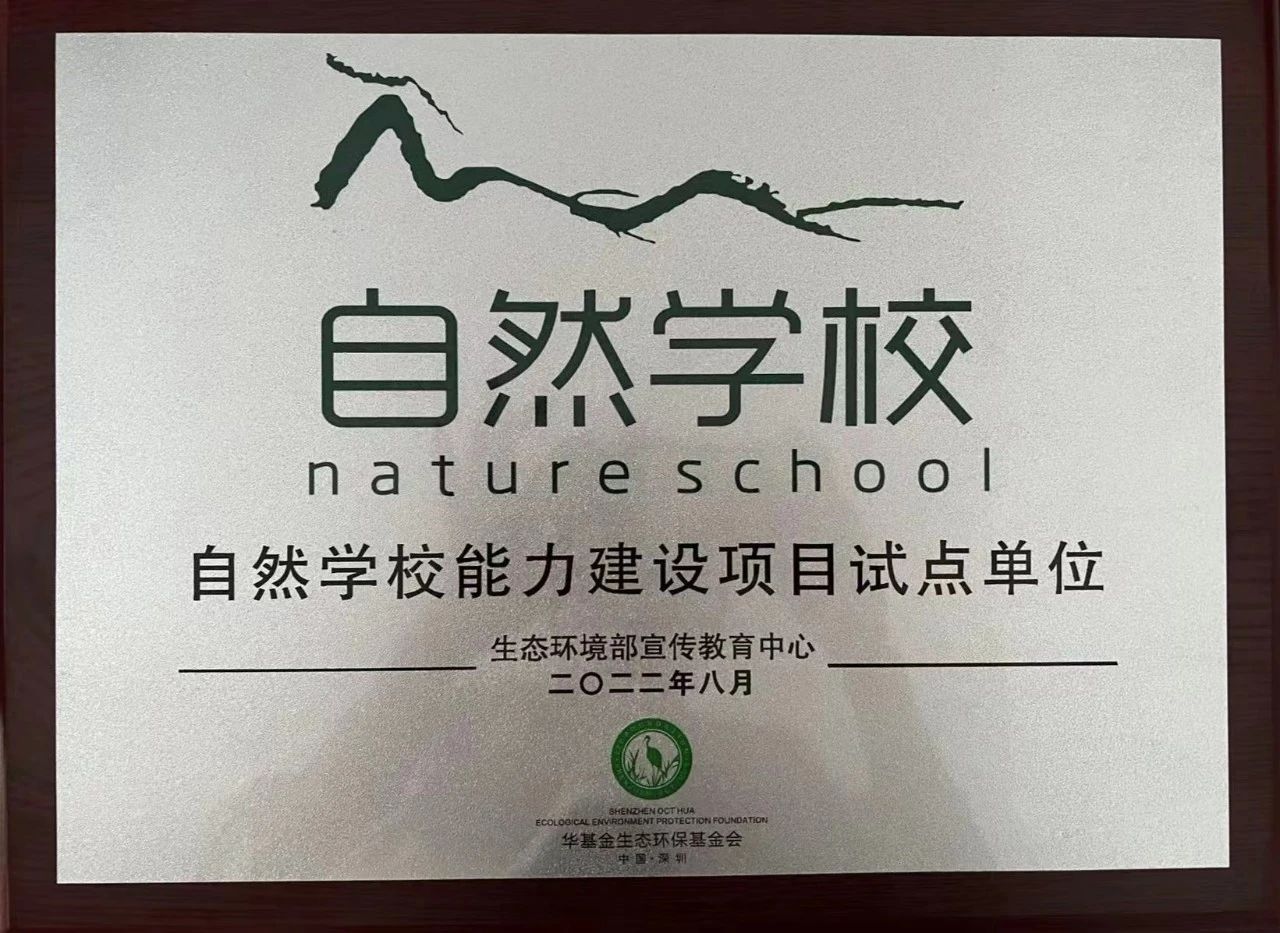 自然学校
nature school
自然学校能力建设项目试点单位
生态环境部宣传教育中心
二〇二二年八月
SHENZHEN OCT HUA
ECOLOGICAL ENVIRONMENT PROTECTION FOUNDATION
华基金生态环保基金会
中国·深圳